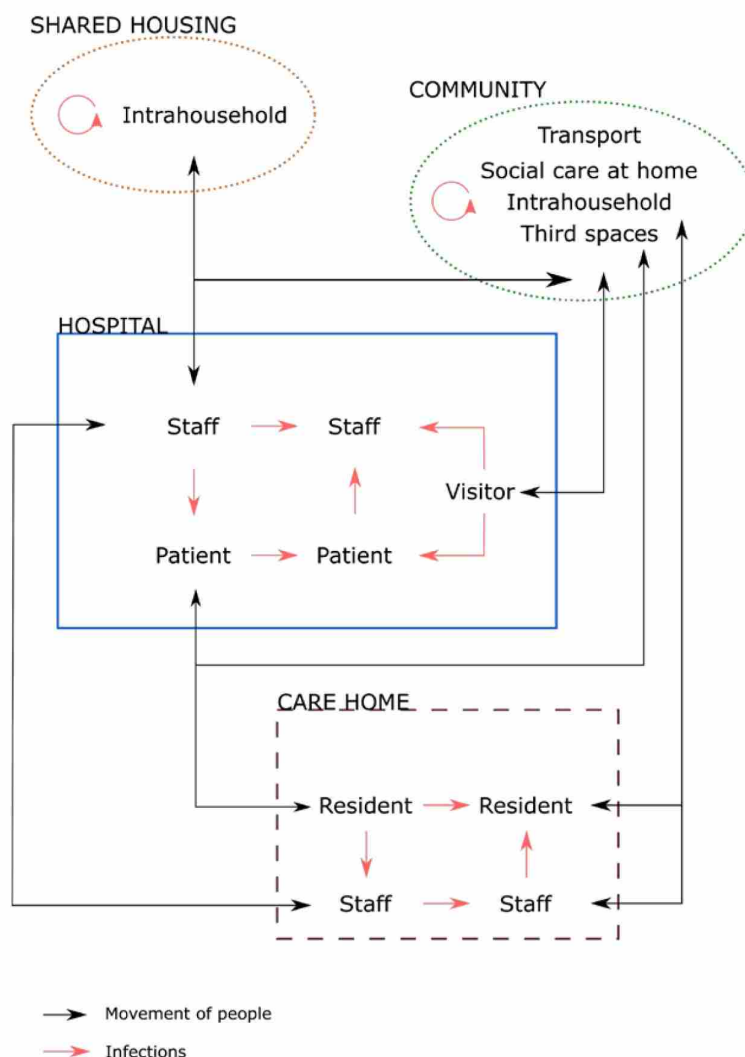 SHARED HOUSING
Intrahousehold
COMMUNITY
Transport
Social care at home
Intrahousehold
Third spaces
HOSPITAL
Staff Staff
Visitor
Patient Patient
CARE HOME
Resident Resident
Staff Staff
Movement of people
Infections